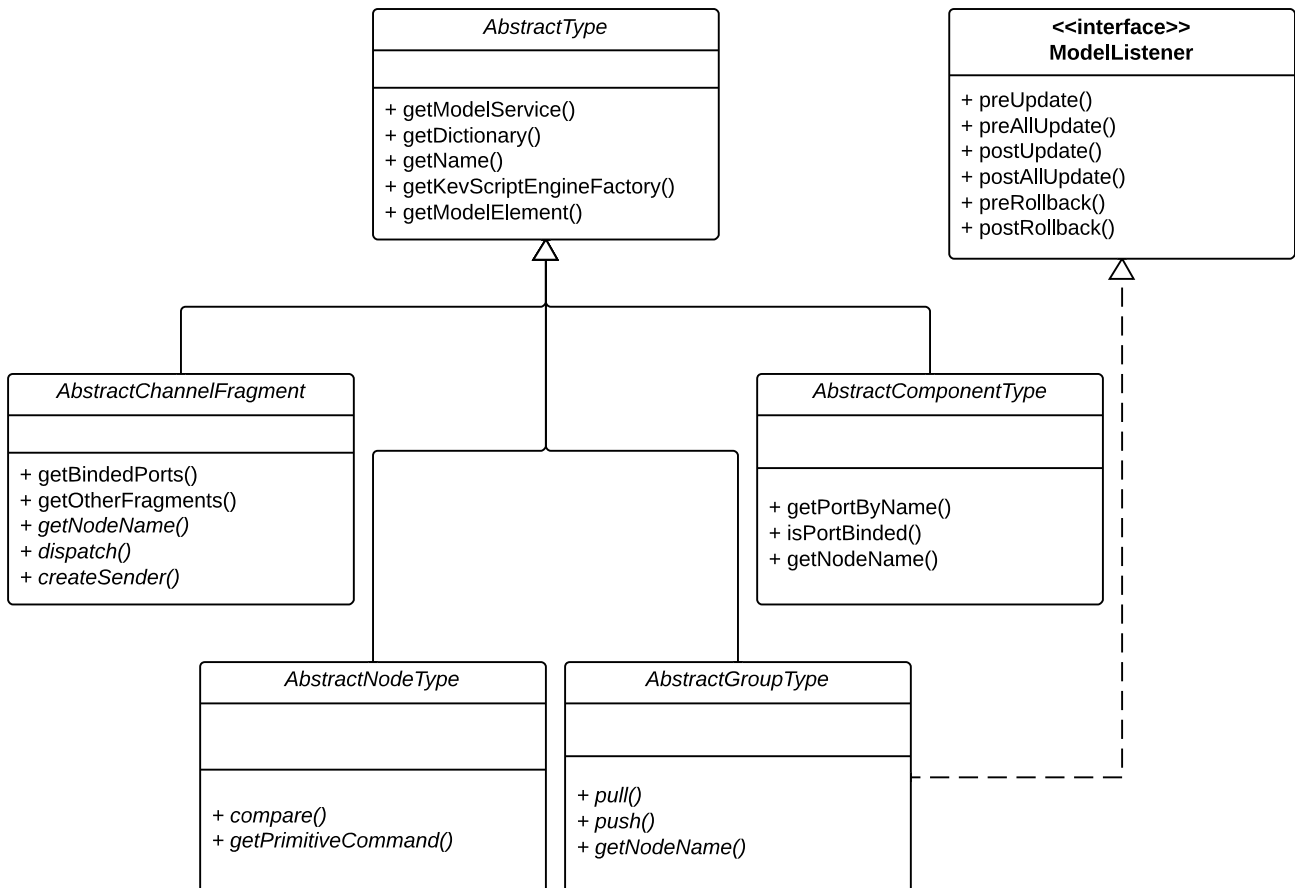 AbstractType
+ getModelService()
+ getDictionary()
+ getName()
+ getKevScriptEngineFactory()
+ getModelElement()
<<interface>>
ModelListener
+ preUpdate()
+ preAllUpdate()
+ postUpdate()
+ postAllUpdate()
+ preRollback()
+ postRollback()
AbstractChannelFragment
+ getBindedPorts()
+ getOtherFragments()
+ getNodeName()
+ dispatch()
+ createSender()
AbstractComponentType
+ getPortByName()
+ isPortBinded()
+ getNodeName()
AbstractNodeType
+ compare()
+ getPrimitiveCommand()
AbstractGroupType
+ pull()
+ push()
+ getNodeName()